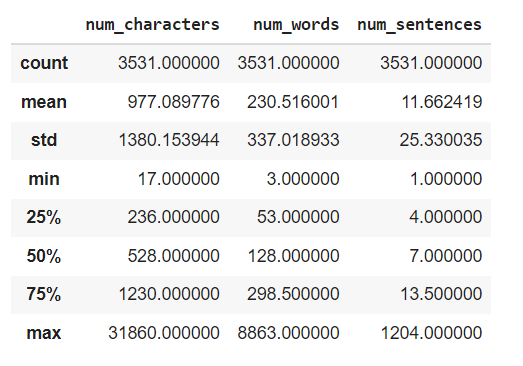 num_characters num_words num_sentences
count 3531.000000 3531.000000 3531.000000
mean 977.089776 230.516001 11.662419
std 1380.153944 337.018933 25.330035
min 17.000000 3.000000 1.000000
25% 236.000000 53.000000 4.000000
50% 528.000000 128.000000 7.000000
75% 1230.000000 298.500000 13.500000
max 31860.000000 8863.000000 1204.000000